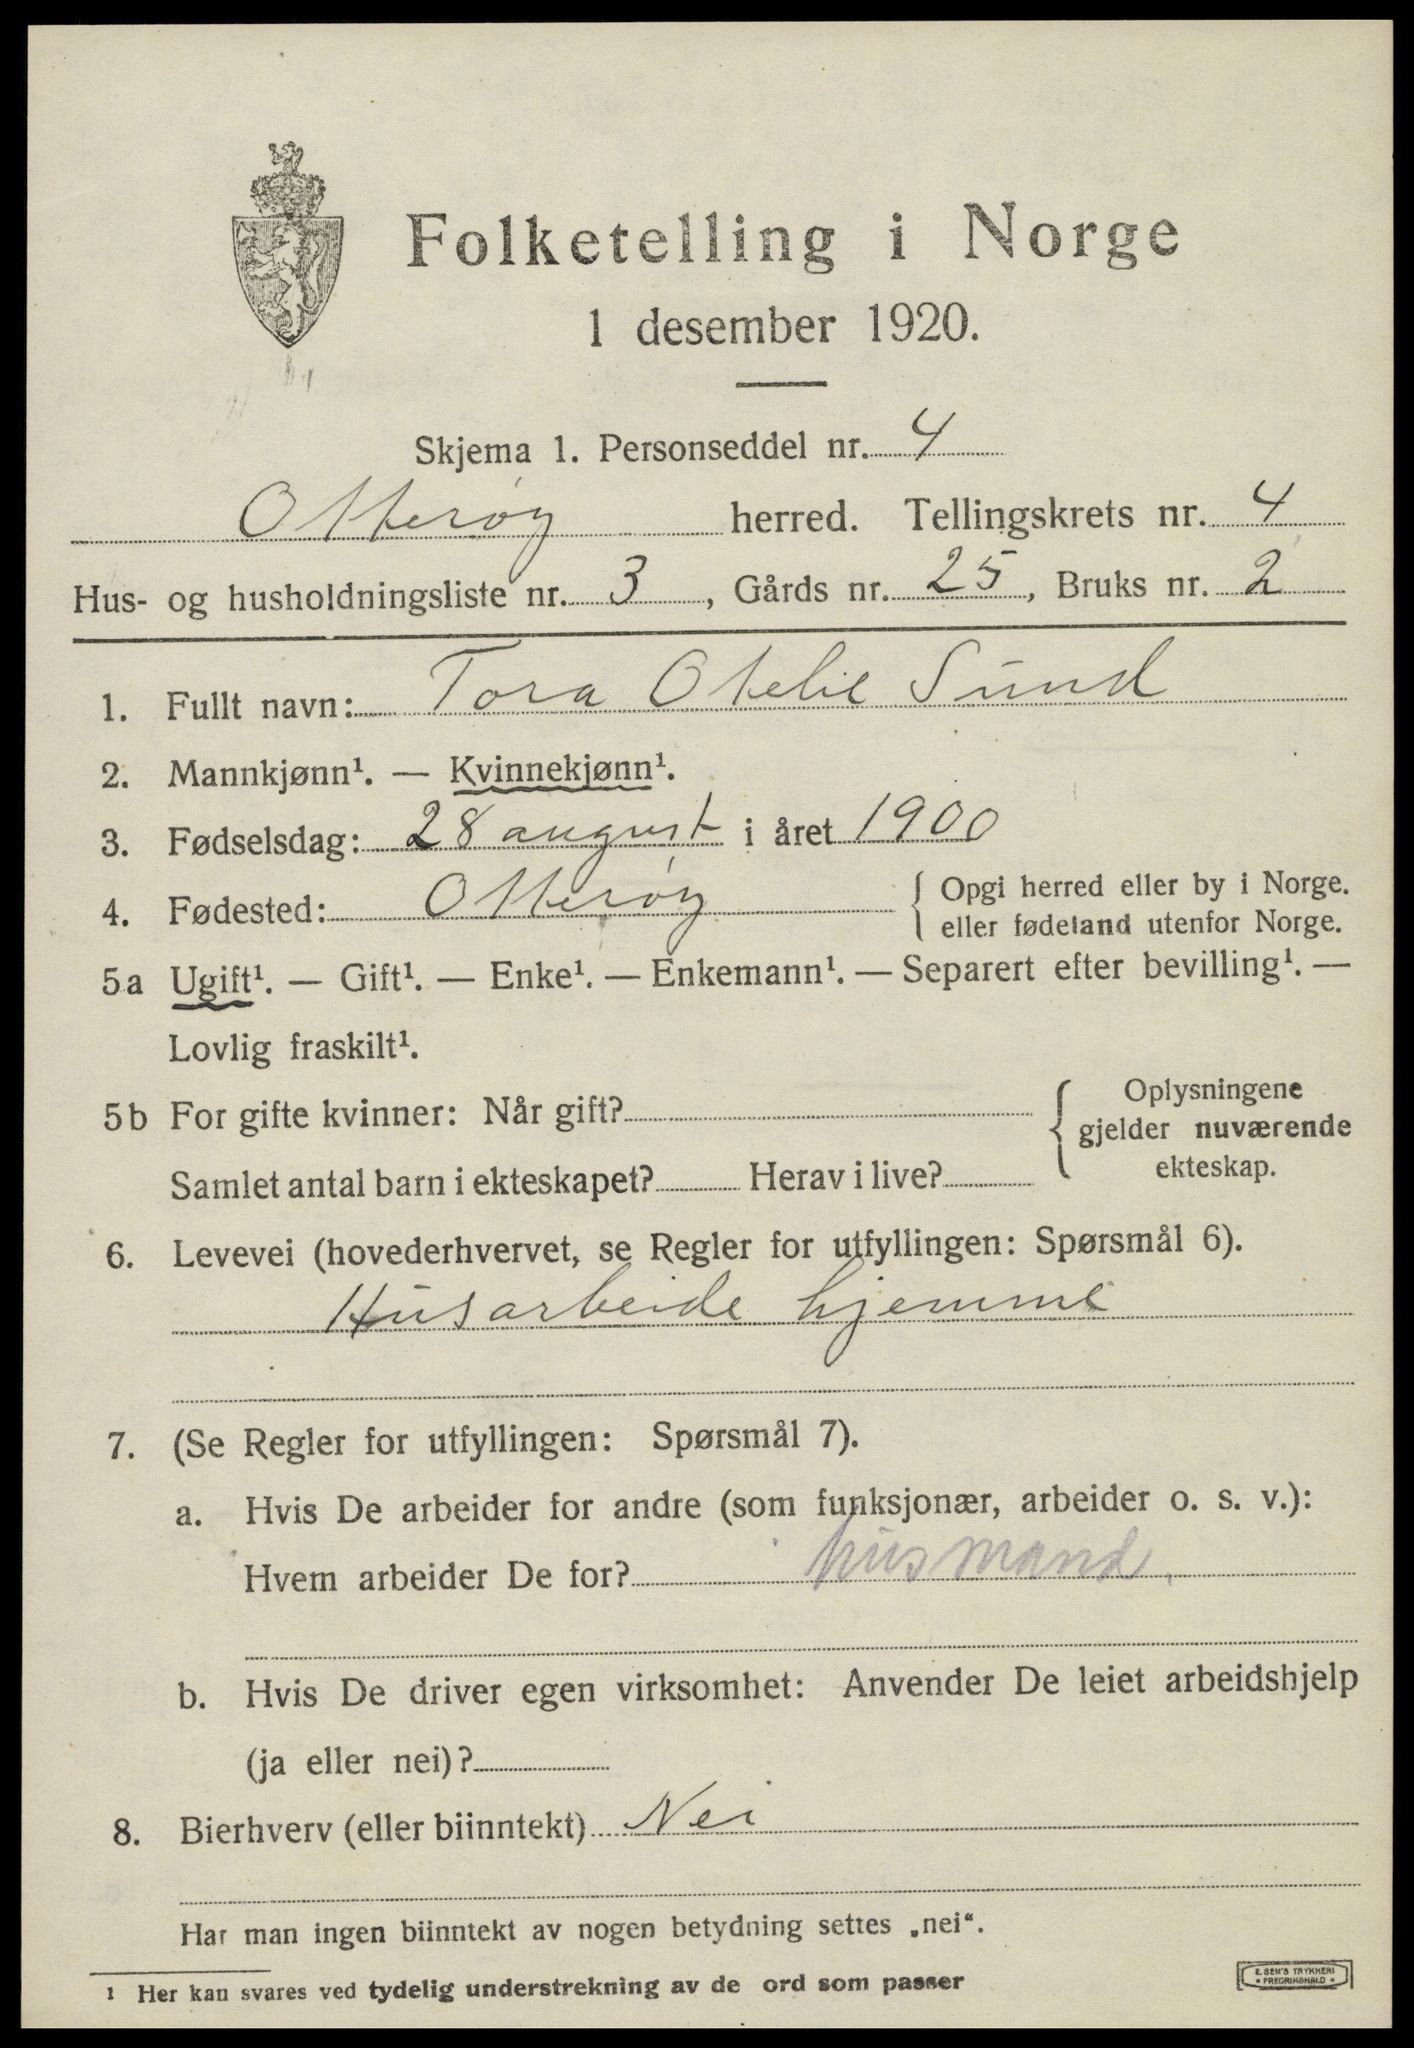 Folketelling i Norge
1 desember 1920.
Skjema 1. Personseddel nr. 4
Otterøy herred. Tellingskrets nr. 4
Hus- og husholdningsliste nr. 3, Gårds nr. 25, Bruks nr. 2
1. Fullt navn: Tora Otelie Sund
2. Mannkjønn¹. — Kvinnekjønn¹.
3. Fødselsdag: 28 august i året 1900
4. Fødested: Otterøy { Opgi herred eller by i Norge.
eller fødeland utenfor Norge.
5a Ugift¹. — Gift¹. — Enke¹. — Enkemann¹. — Separert efter bevilling¹. —
Lovlig fraskilt¹.
5b For gifte kvinner: Når gift? { Oplysningene
gjelder nuværende
Samlet antal barn i ekteskapet? Herav i live? ekteskap.
6. Levevei (hovederhvervet, se Regler for utfyllingen: Spørsmål 6).
Husarbeide hjemme
7. (Se Regler for utfyllingen: Spørsmål 7).
a. Hvis De arbeider for andre (som funksjonær, arbeider o. s. v.):
Hvem arbeider De for? husmand.
b. Hvis De driver egen virksomhet: Anvender De leiet arbeidshjelp
(ja eller nei)?
8. Bierhverv (eller biinntekt) Nei
Har man ingen biinntekt av nogen betydning settes „nei“.
1 Her kan svares ved tydelig understrekning av de ord som passer
E. SEM'S TRYKKERI
• FREDRIKSHALD •